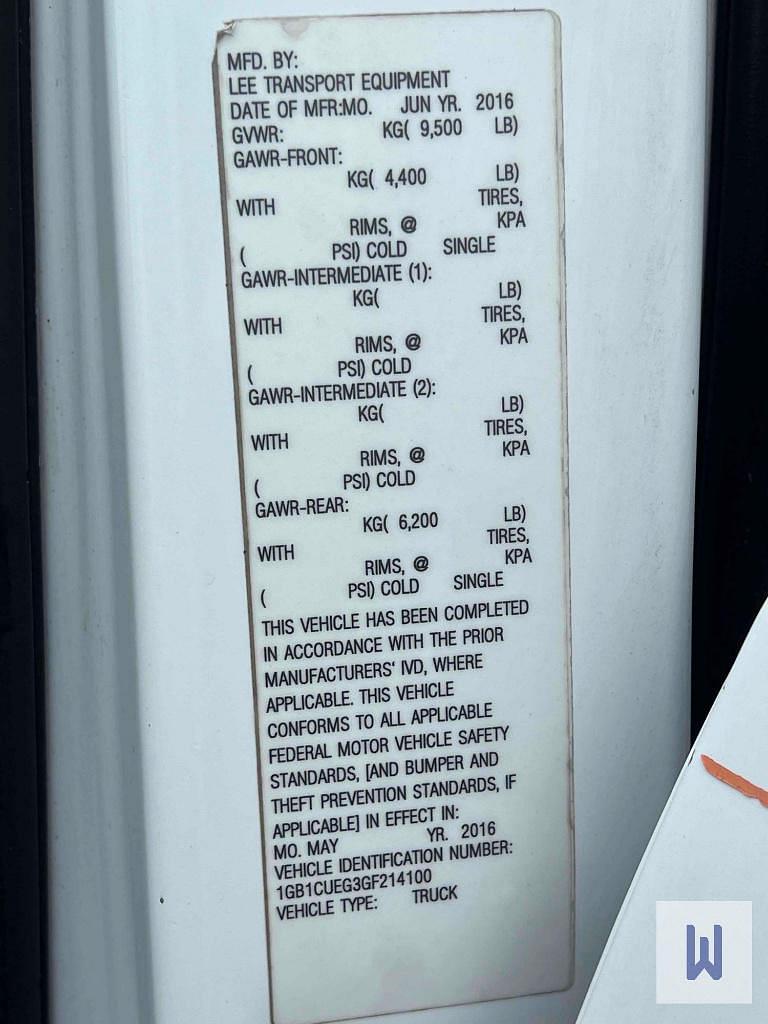 MFD. BY:
LEE TRANSPORT EQUIPMENT
DATE OF MFR:MO. JUN YR. 2016
GVWR: KG( 9,500 LB)
GAWR-FRONT:
KG( 4,400 LB)
WITH TIRES,
RIMS, @ KPA
( PSI) COLD SINGLE
GAWR-INTERMEDIATE (1):
KG( LB)
WITH TIRES,
RIMS, @ KPA
( PSI) COLD
GAWR-INTERMEDIATE (2):
KG( LB)
WITH TIRES,
RIMS, @ KPA
( PSI) COLD
GAWR-REAR:
KG( 6,200 LB)
WITH TIRES,
RIMS, @ KPA
( PSI) COLD SINGLE
THIS VEHICLE HAS BEEN COMPLETED
IN ACCORDANCE WITH THE PRIOR
MANUFACTURERS' IVD, WHERE
APPLICABLE. THIS VEHICLE
CONFORMS TO ALL APPLICABLE
FEDERAL MOTOR VEHICLE SAFETY
STANDARDS, [AND BUMPER AND
THEFT PREVENTION STANDARDS, IF
APPLICABLE] IN EFFECT IN:
MO. MAY YR. 2016
VEHICLE IDENTIFICATION NUMBER:
1GB1CUEG3GF214100
VEHICLE TYPE: TRUCK
W